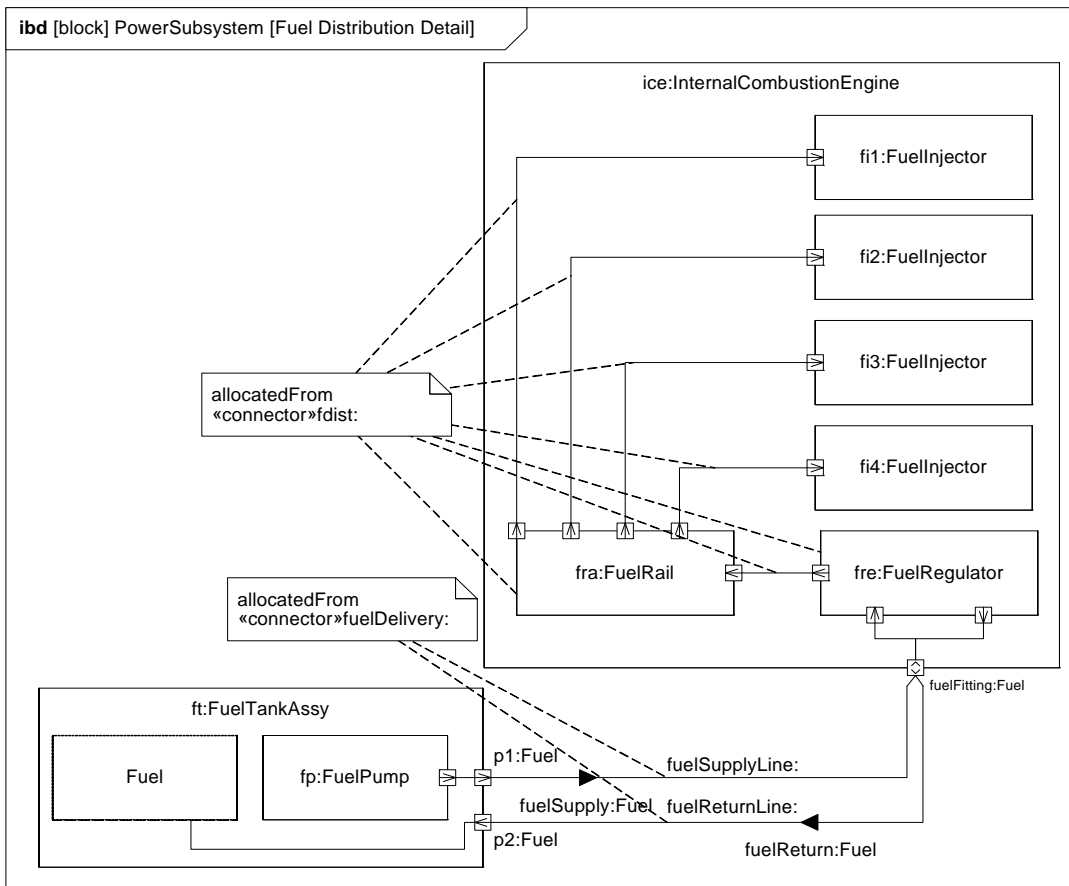 ibd [block] PowerSubsystem [Fuel Distribution Detail]
ice:InternalCombustionEngine
fi1:FuelInjector
fi2:FuelInjector
fi3:FuelInjector
allocatedFrom
«connector»fdist:
fi4:FuelInjector
fra:FuelRail
fre:FuelRegulator
allocatedFrom
«connector»fuelDelivery:
fuelFitting:Fuel
ft:FuelTankAssy
p1:Fuel
Fuel
fp:FuelPump
fuelSupplyLine:
fuelSupply:Fuel
fuelReturnLine:
p2:Fuel
fuelReturn:Fuel